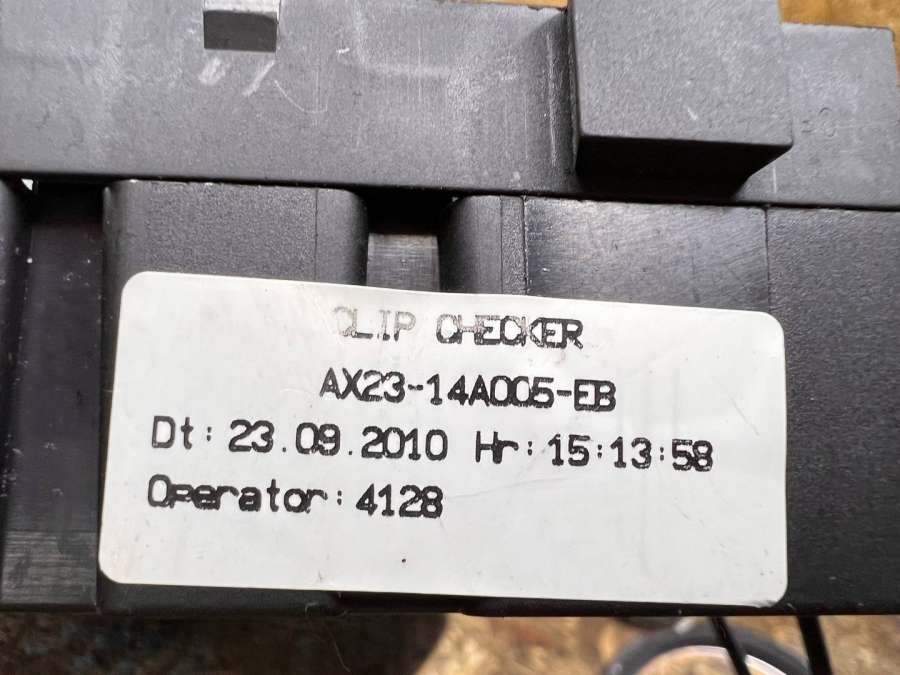 CLIP CHECKER
AX23-14A005-EB
Dt: 23.09.2010 Hr: 15:13:58
Operator: 4128